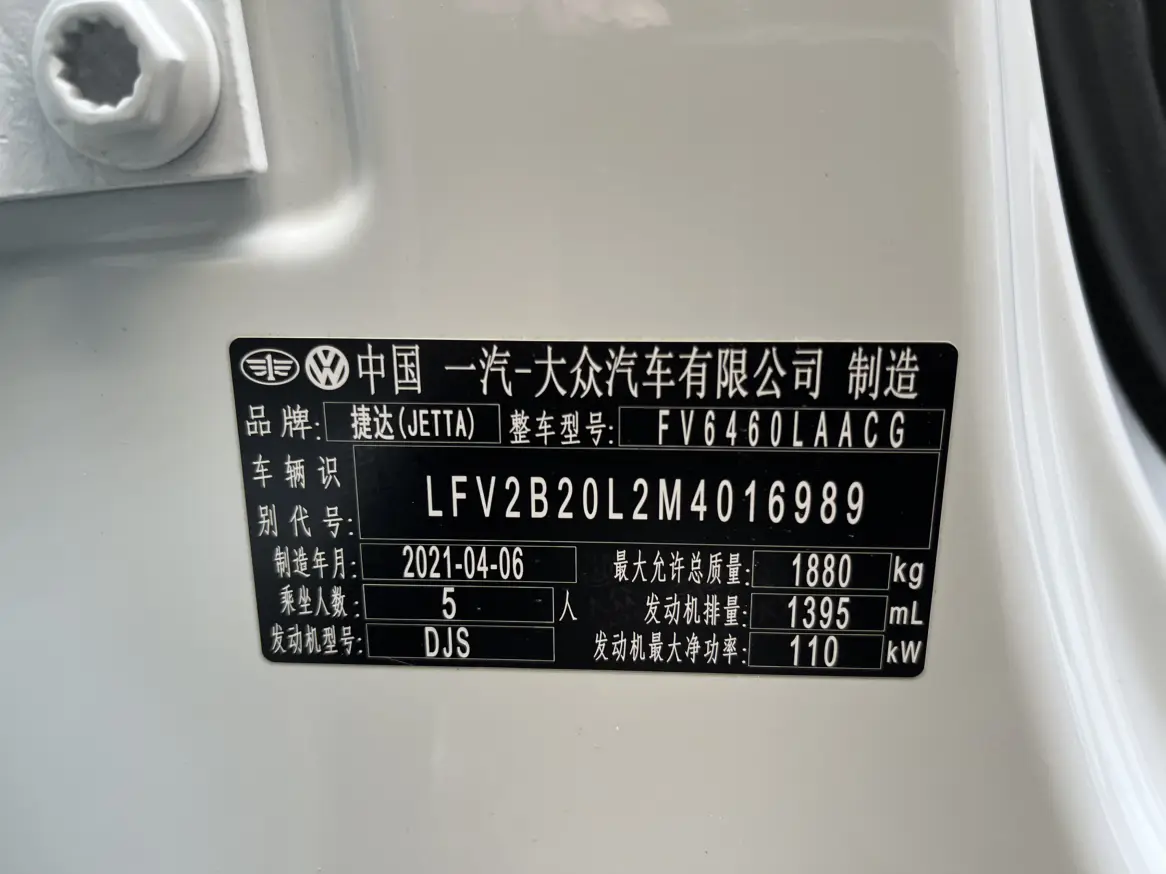 中国 一汽-大众汽车有限公司 制造
品牌: 捷达(JETTA) 整车型号: FV6460LAACG
车辆识别代号: LFV2B20L2M4016989
制造年月: 2021-04-06 最大允许总质量: 1880 kg
乘坐人数: 5 人 发动机排量: 1395 mL
发动机型号: DJS 发动机最大净功率: 110 kW